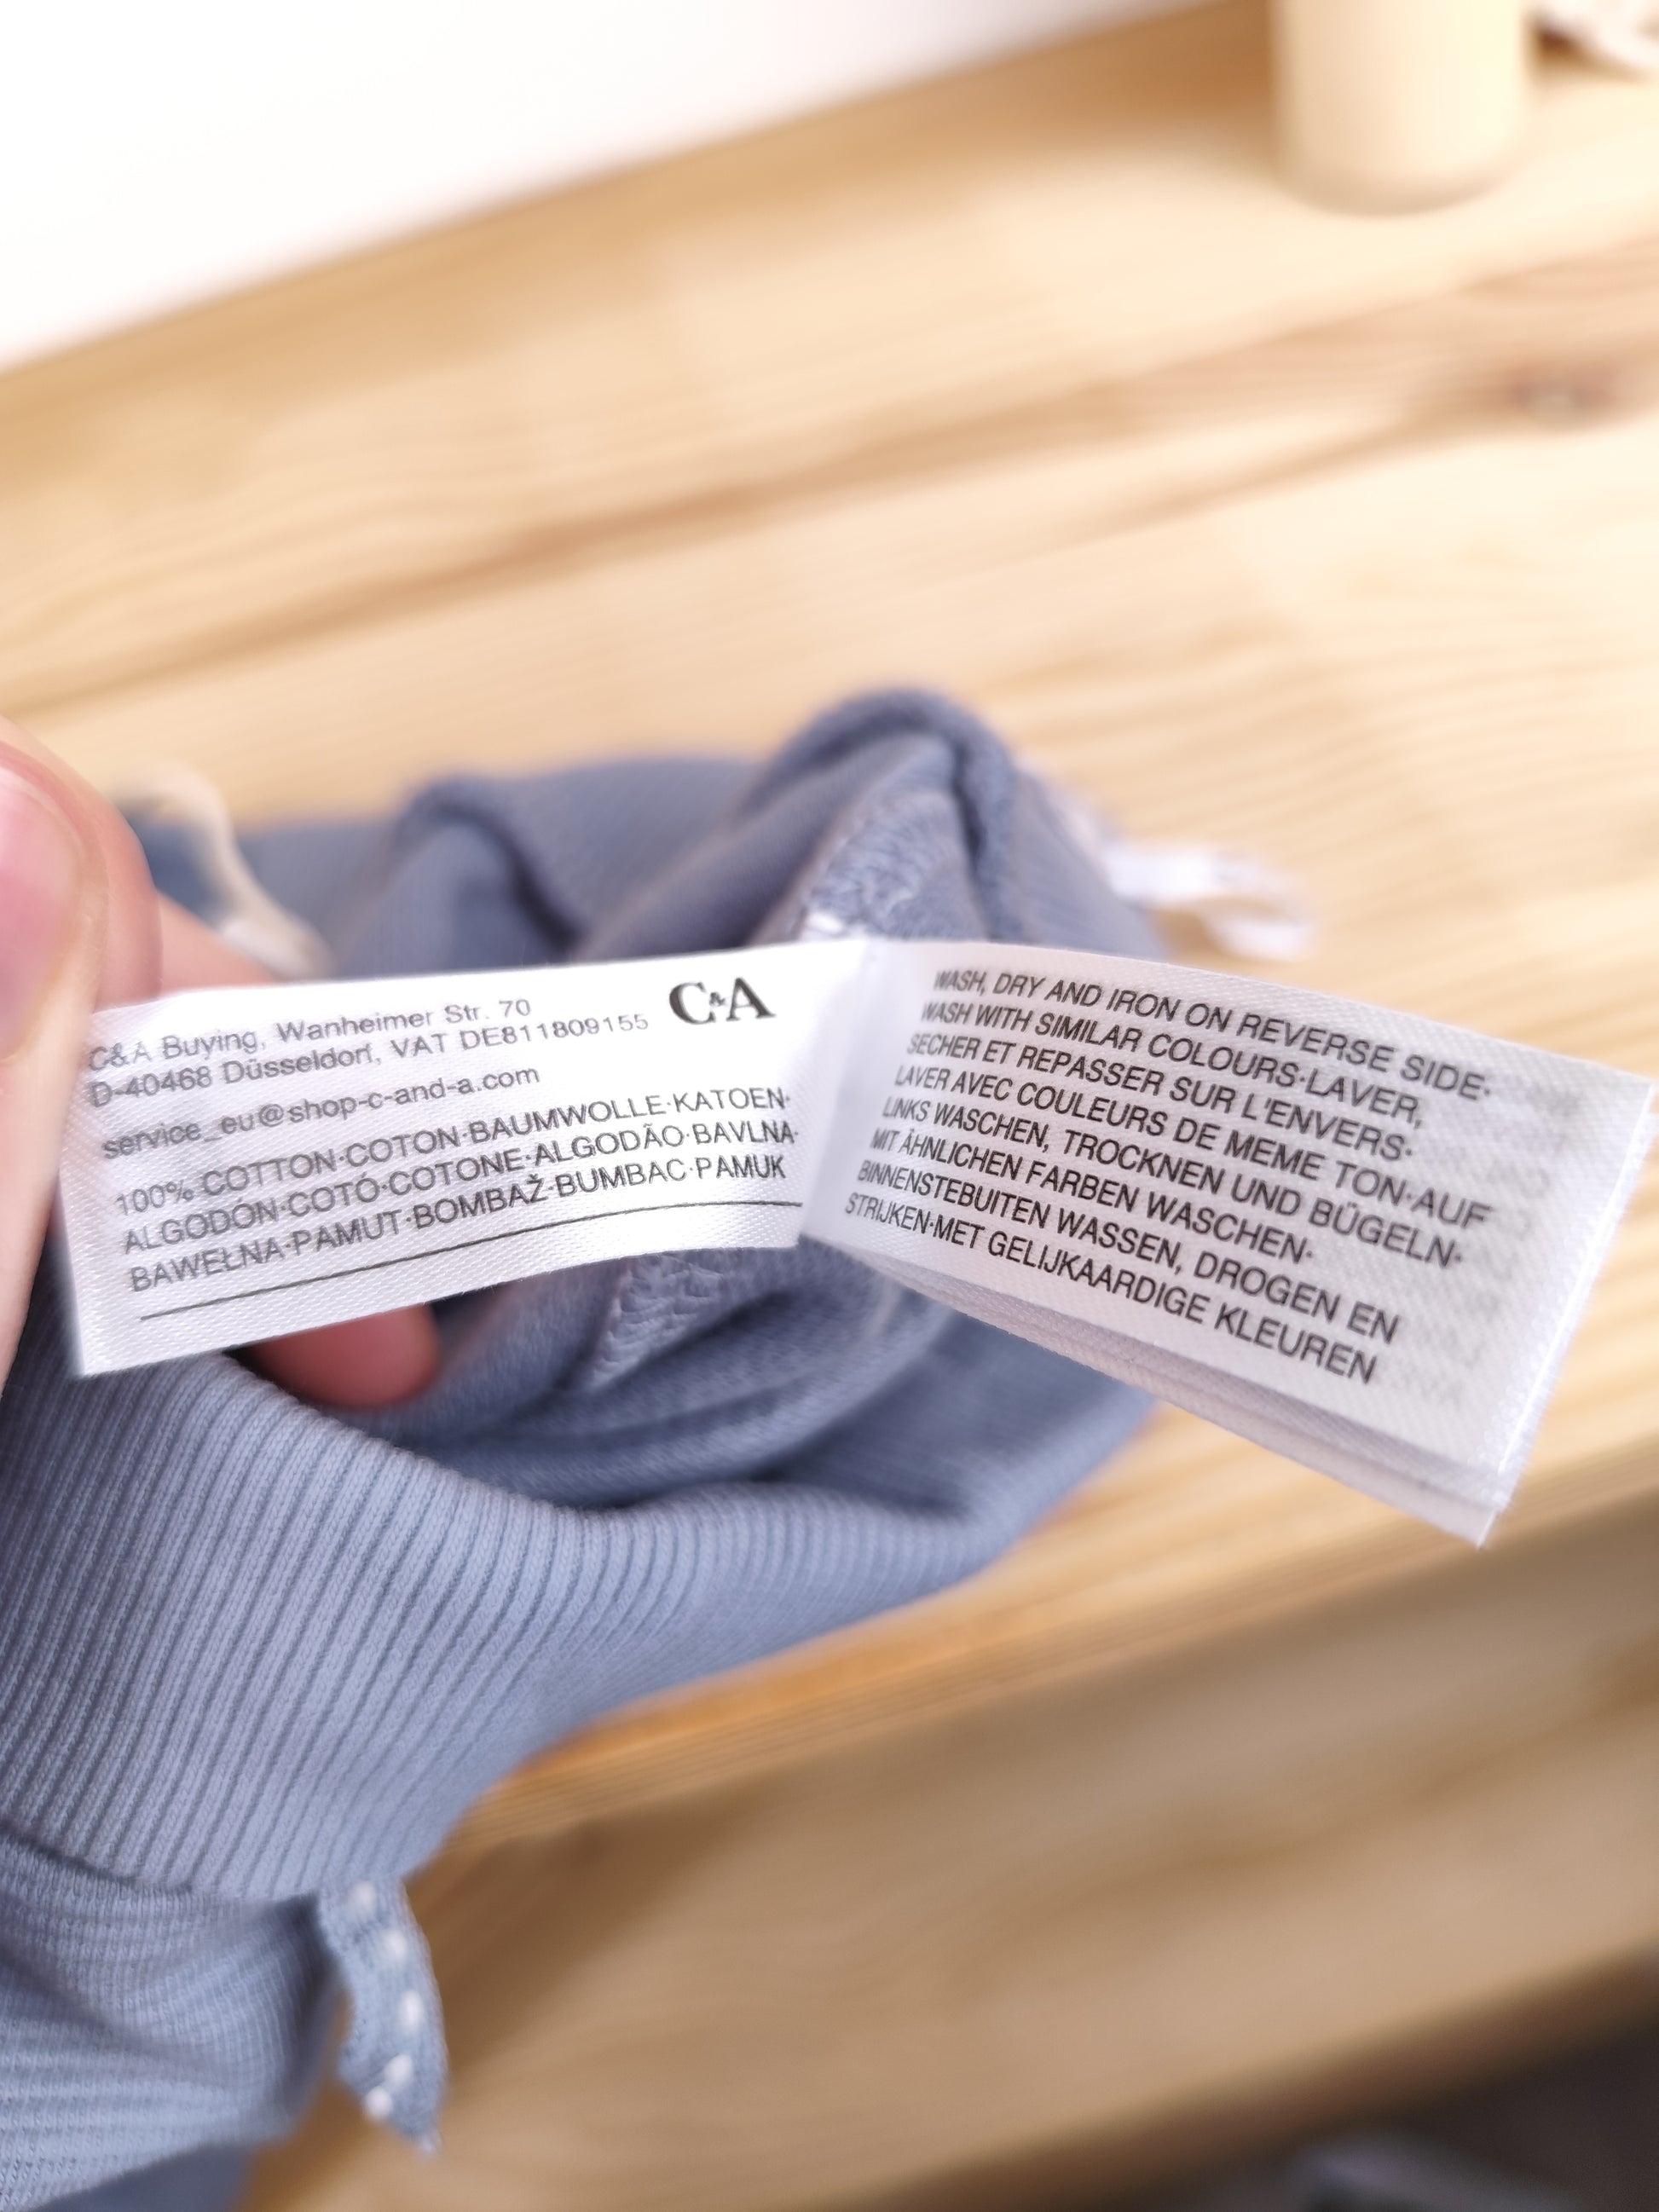 C&A Buying, Wanheimer Str. 70
D-40468 Düsseldorf, VAT DE811809155
C&A
service_eu@shop-c-and-a.com
100% COTTON·COTON·BAUMWOLLE·KATOEN·
ALGODÓN·COTÓ·COTONE·ALGODÃO·BAVLNA·
BAWEŁNA·PAMUT·BOMBAŽ·BUMBAC·PAMUK
WASH, DRY AND IRON ON REVERSE SIDE·
WASH WITH SIMILAR COLOURS·LAVER,
SECHER ET REPASSER SUR L'ENVERS·
LAVER AVEC COULEURS DE MEME TON·AUF
LINKS WASCHEN, TROCKNEN UND BÜGELN·
MIT ÄHNLICHEN FARBEN WASCHEN·
BINNENSTEBUITEN WASSEN, DROGEN EN
STRIJKEN·MET GELIJKAARDIGE KLEUREN